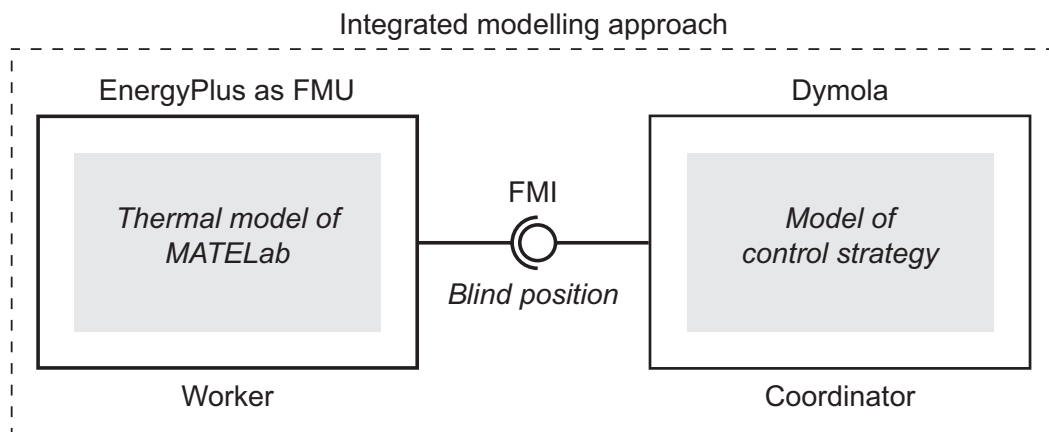 Integrated modelling approach
EnergyPlus as FMU
Dymola
Thermal model of
MATELab
FMI
Blind position
Model of
control strategy
Worker
Coordinator